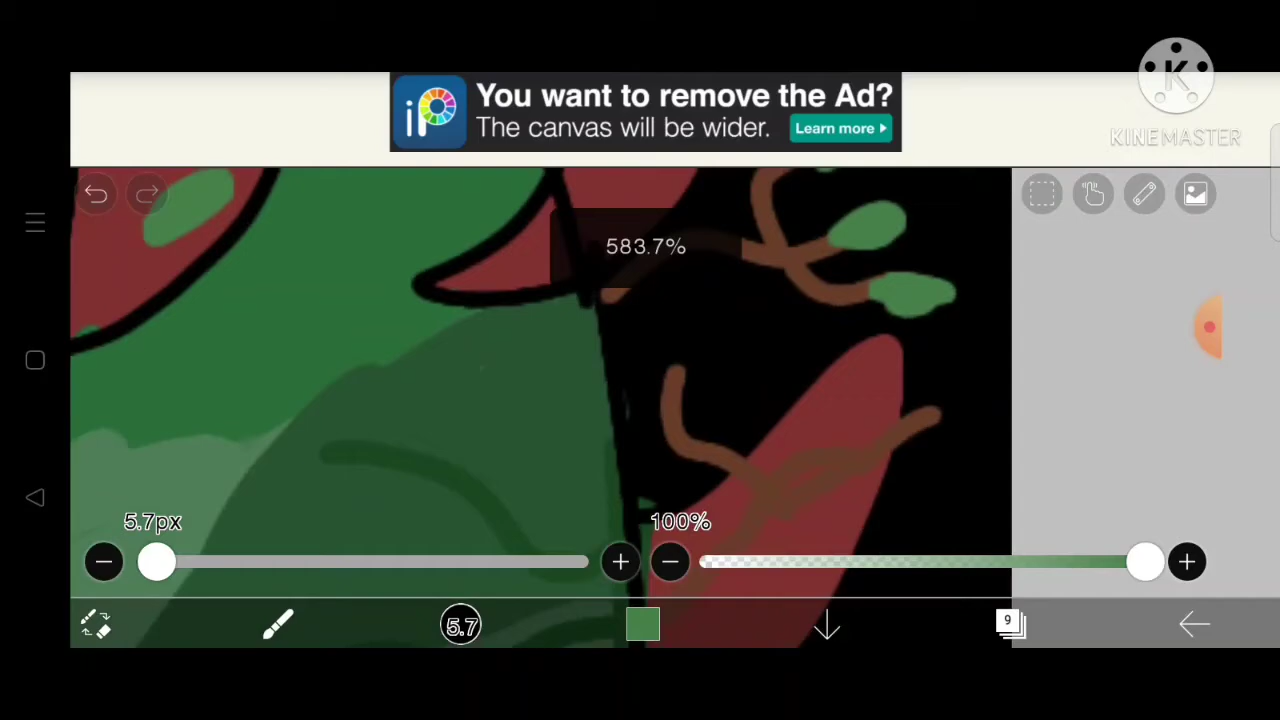 iP
You want to remove the Ad?
The canvas will be wider.
Learn more
K
KINEMASTER
583.7%
5.7px
100%
5.7
9